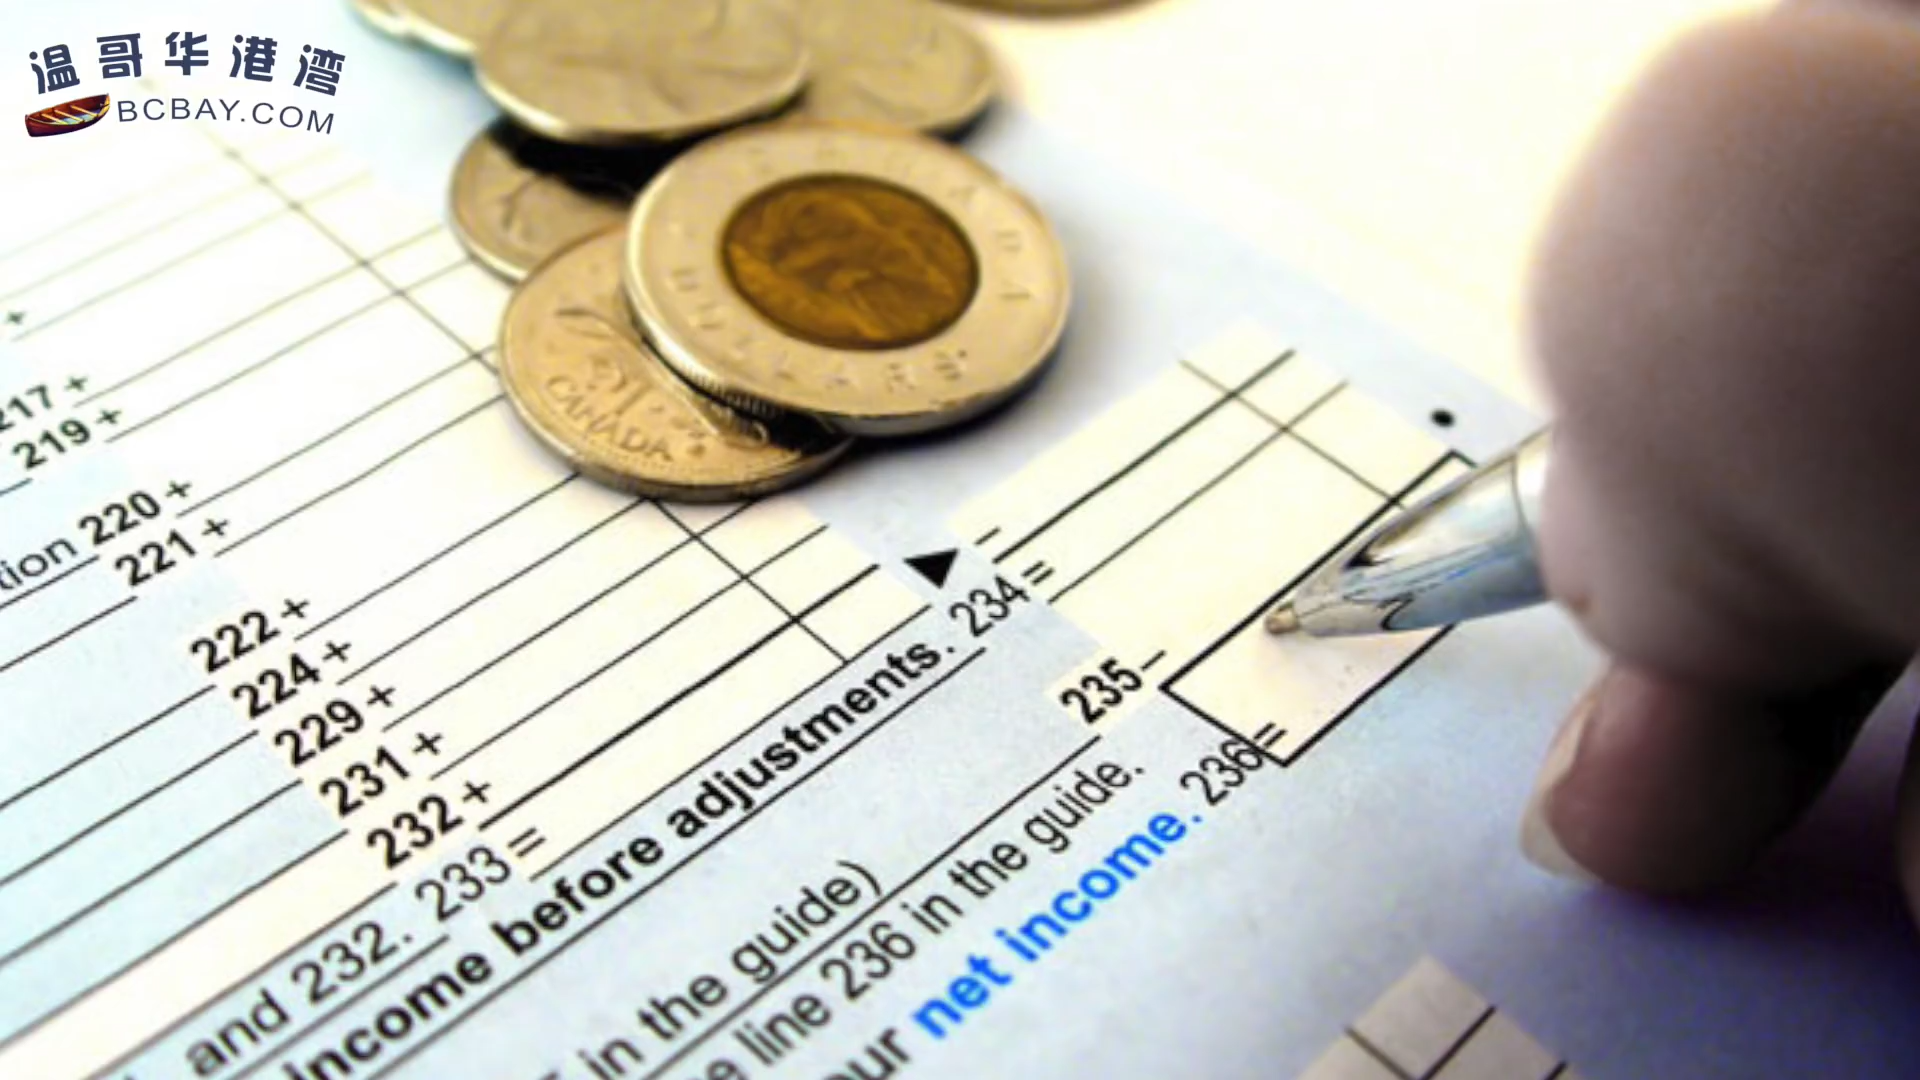 温哥华港湾
BCBAY.COM
217 +
219 +
tion 220 +
221 +
222 +
224 +
229 +
231 +
232 +
and 232. 233 =
income before adjustments. 234 =
in the guide) 235 –
line 236 in the guide.
net income. 236 =
CANADA